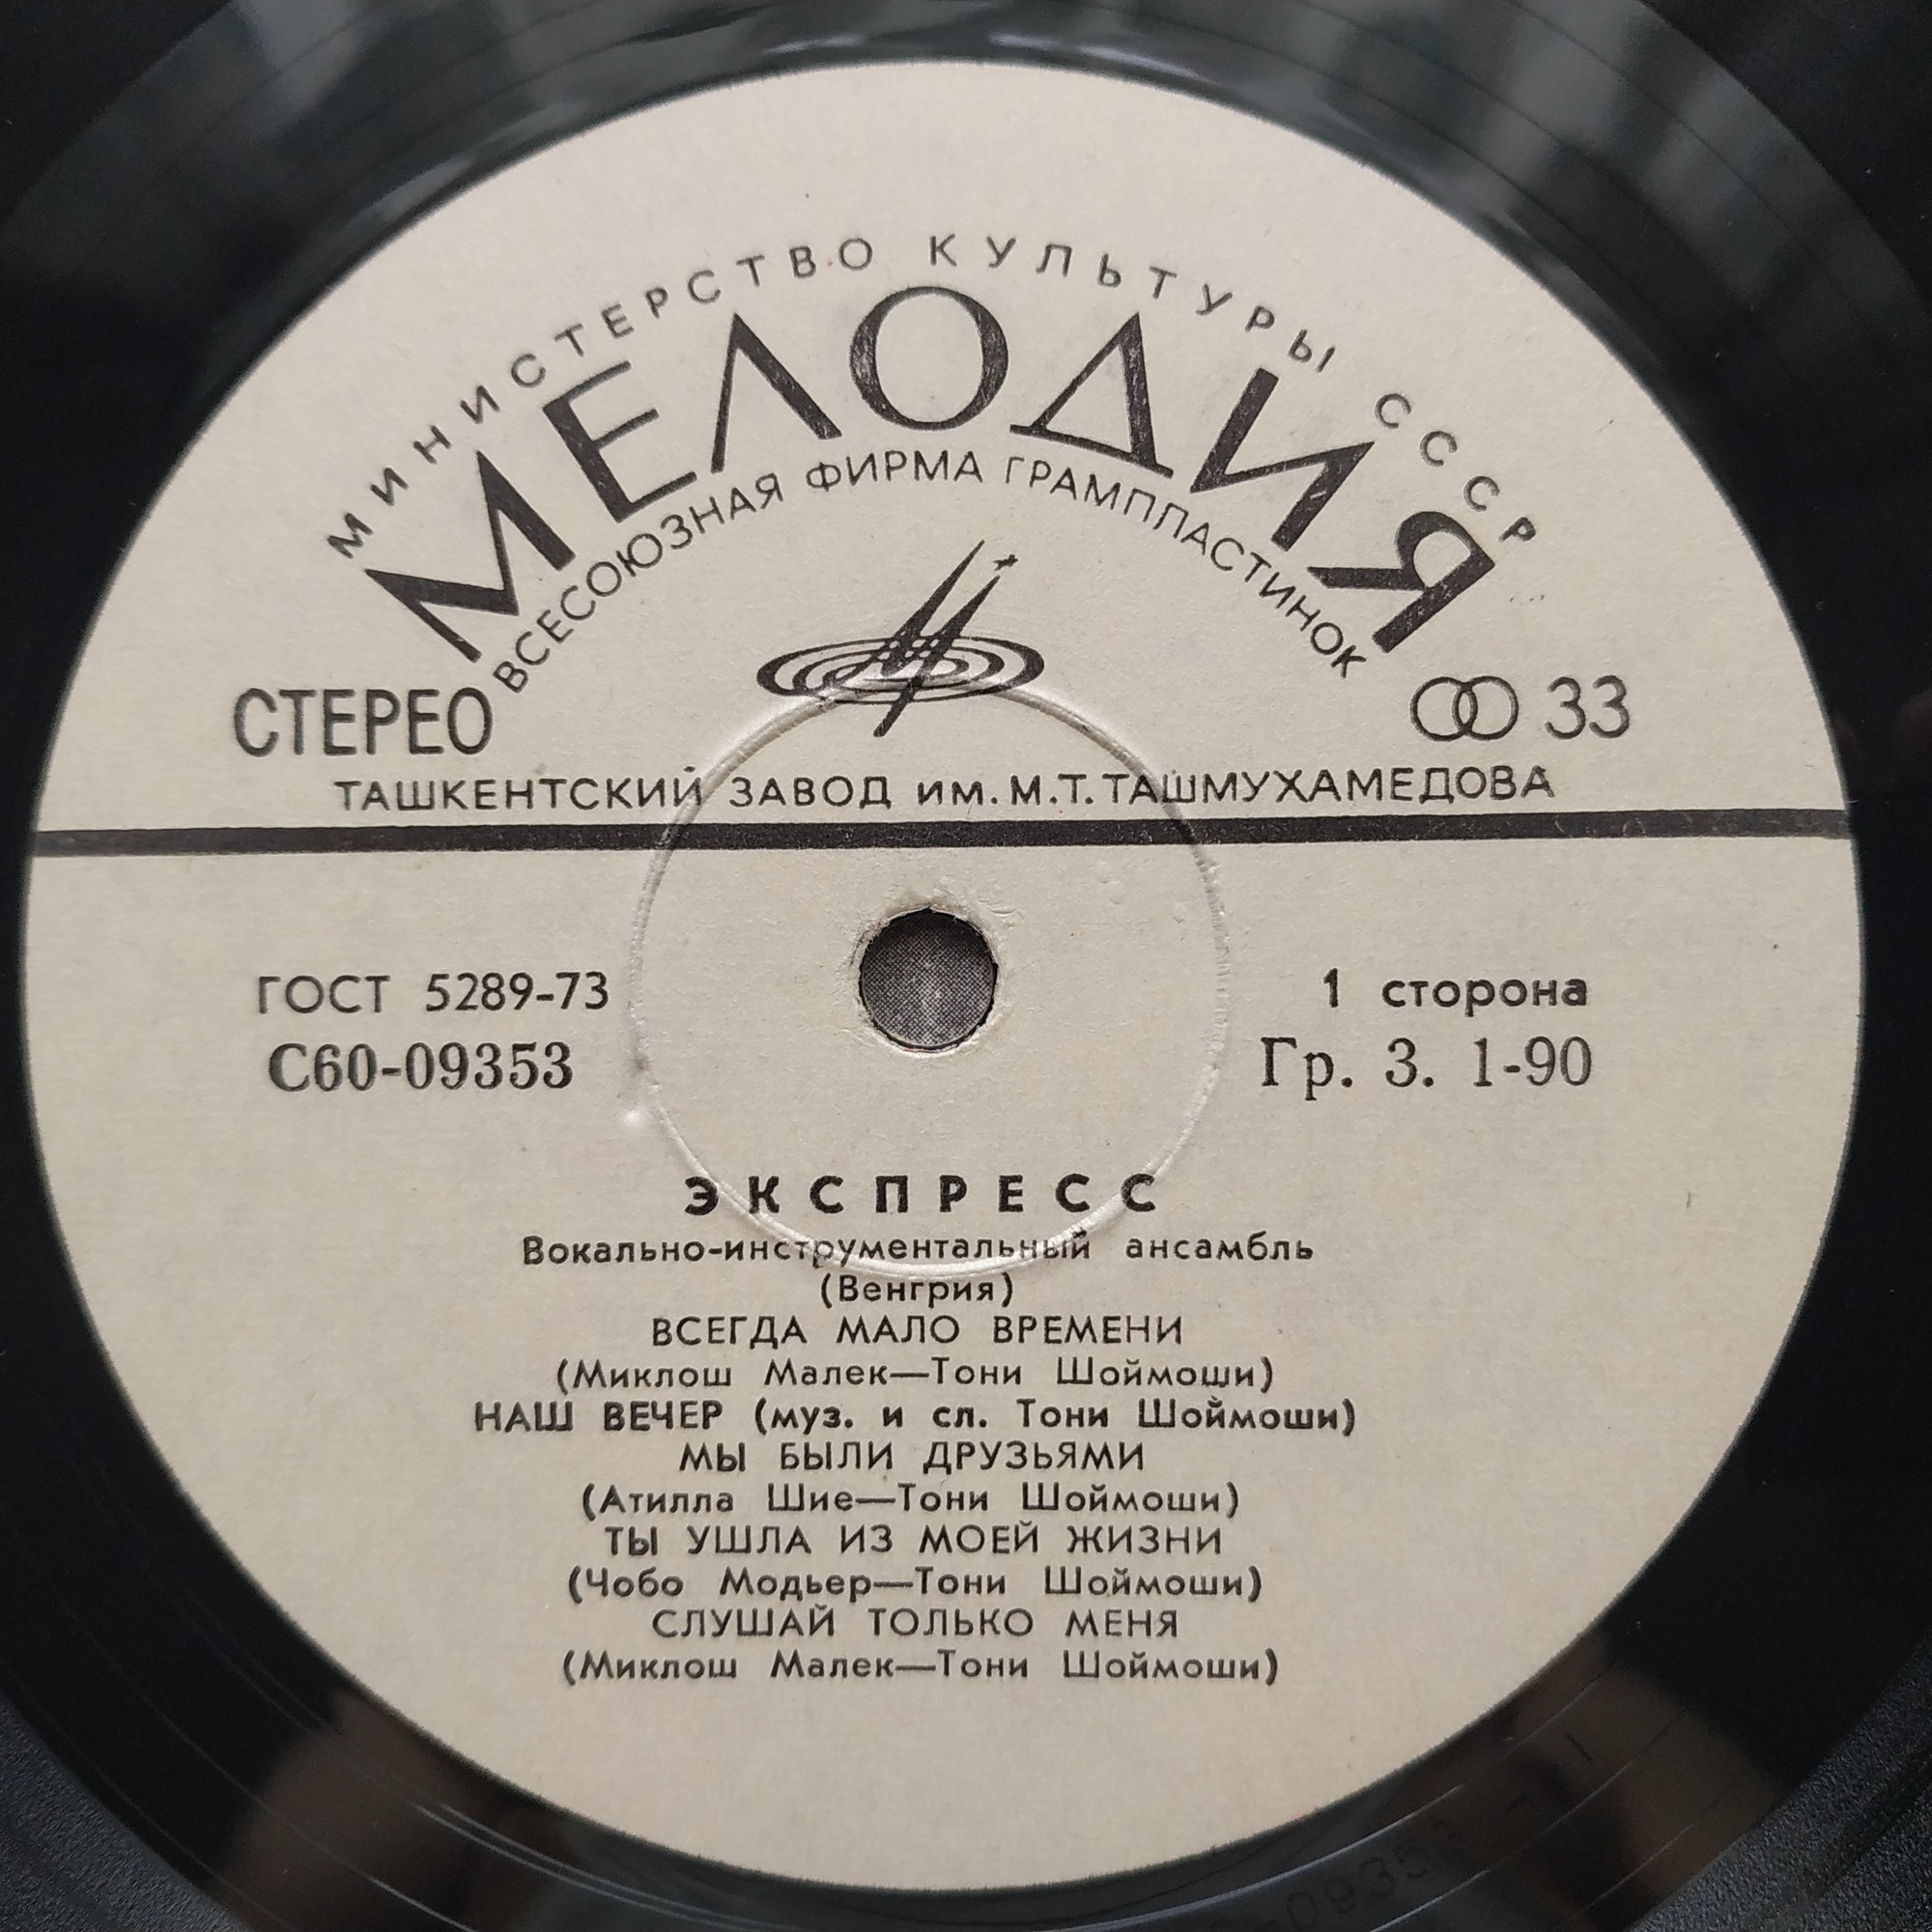 МИНИСТЕРСТВО КУЛЬТУРЫ СССР
МЕЛОДИЯ
ВСЕСОЮЗНАЯ ФИРМА ГРАМПЛАСТИНОК
СТЕРЕО
33
ТАШКЕНТСКИЙ ЗАВОД им. М.Т. ТАШМУХАМЕДОВА
ГОСТ 5289-73
1 сторона
С60-09353
Гр. 3. 1-90
ЭКСПРЕСС
Вокально-инструментальный ансамбль
(Венгрия)
ВСЕГДА МАЛО ВРЕМЕНИ
(Миклош Малек—Тони Шоймоши)
НАШ ВЕЧЕР (муз. и сл. Тони Шоймоши)
МЫ БЫЛИ ДРУЗЬЯМИ
(Атилла Шие—Тони Шоймоши)
ТЫ УШЛА ИЗ МОЕЙ ЖИЗНИ
(Чобо Модьер—Тони Шоймоши)
СЛУШАЙ ТОЛЬКО МЕНЯ
(Миклош Малек—Тони Шоймоши)